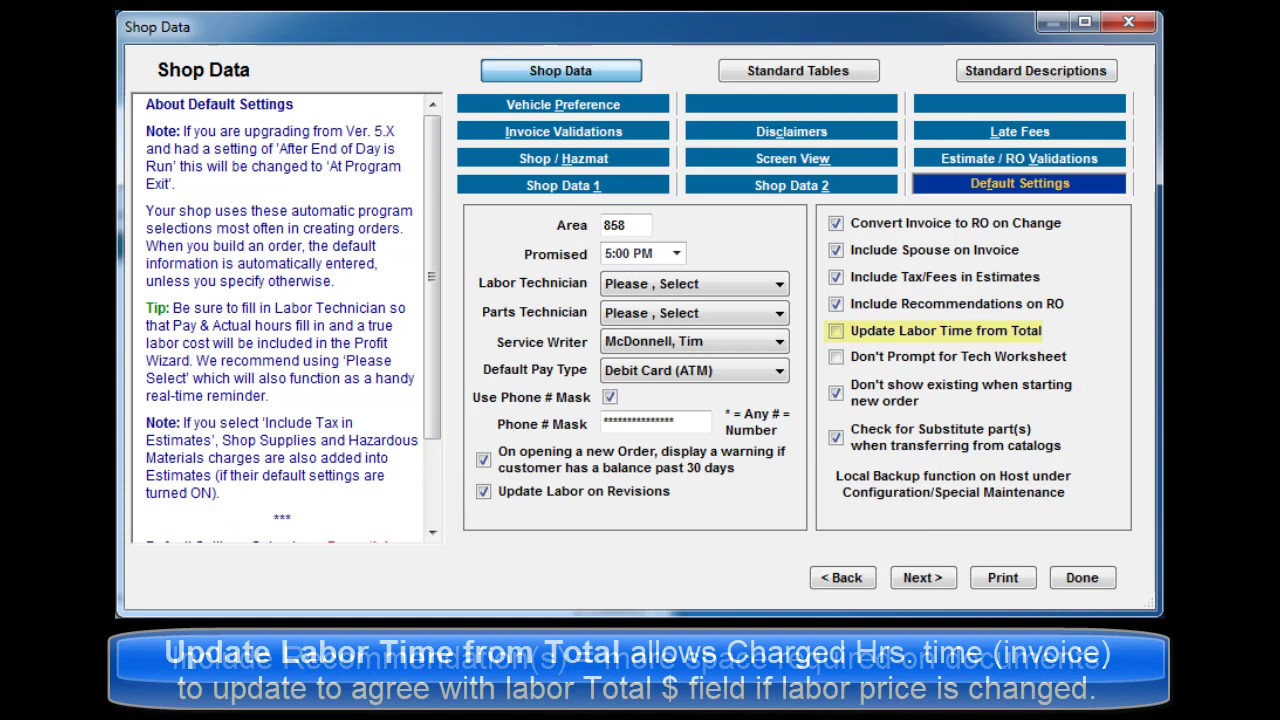 Shop Data
Shop Data
Shop Data
Standard Tables
Standard Descriptions
About Default Settings
Note: If you are upgrading from Ver. 5.X
and had a setting of 'After End of Day is
Run' this will be changed to 'At Program
Exit'.
Your shop uses these automatic program
selections most often in creating orders.
When you build an order, the default
information is automatically entered,
unless you specify otherwise.
Tip: Be sure to fill in Labor Technician so
that Pay & Actual hours fill in and a true
labor cost will be included in the Profit
Wizard. We recommend using 'Please
Select' which will also function as a handy
real-time reminder.
Note: If you select 'Include Tax in
Estimates', Shop Supplies and Hazardous
Materials charges are also added into
Estimates (if their default settings are
turned ON).
***
Vehicle Preference
Invoice Validations
Disclaimers
Late Fees
Shop / Hazmat
Screen View
Estimate / RO Validations
Shop Data 1
Shop Data 2
Default Settings
Area 858
Promised 5:00 PM
Labor Technician Please , Select
Parts Technician Please , Select
Service Writer McDonnell, Tim
Default Pay Type Debit Card (ATM)
Use Phone # Mask
Phone # Mask ***************
* = Any # =
Number
On opening a new Order, display a warning if
customer has a balance past 30 days
Update Labor on Revisions
Convert Invoice to RO on Change
Include Spouse on Invoice
Include Tax/Fees in Estimates
Include Recommendations on RO
Update Labor Time from Total
Don't Prompt for Tech Worksheet
Don't show existing when starting
new order
Check for Substitute part(s)
when transferring from catalogs
Local Backup function on Host under
Configuration/Special Maintenance
< Back
Next >
Print
Done
Update Labor Time from Total allows Charged Hrs. time (invoice)
to update to agree with labor Total $ field if labor price is changed.